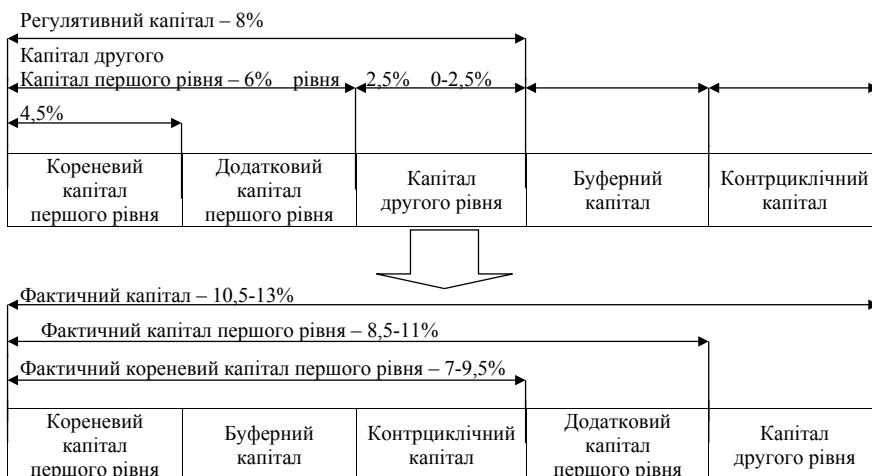 Регулятивний капітал – 8%
Капітал другого
Капітал першого рівня – 6% рівня 2,5% 0-2,5%
4,5%
Кореневий
капітал
першого рівня
Додатковий
капітал
першого рівня
Капітал
другого рівня
Буферний
капітал
Контрциклічний
капітал
Фактичний капітал – 10,5-13%
Фактичний капітал першого рівня – 8,5-11%
Фактичний кореневий капітал першого рівня – 7-9,5%
Кореневий
капітал
першого рівня
Буферний
капітал
Контрциклічний
капітал
Додатковий
капітал
першого рівня
Капітал
другого рівня